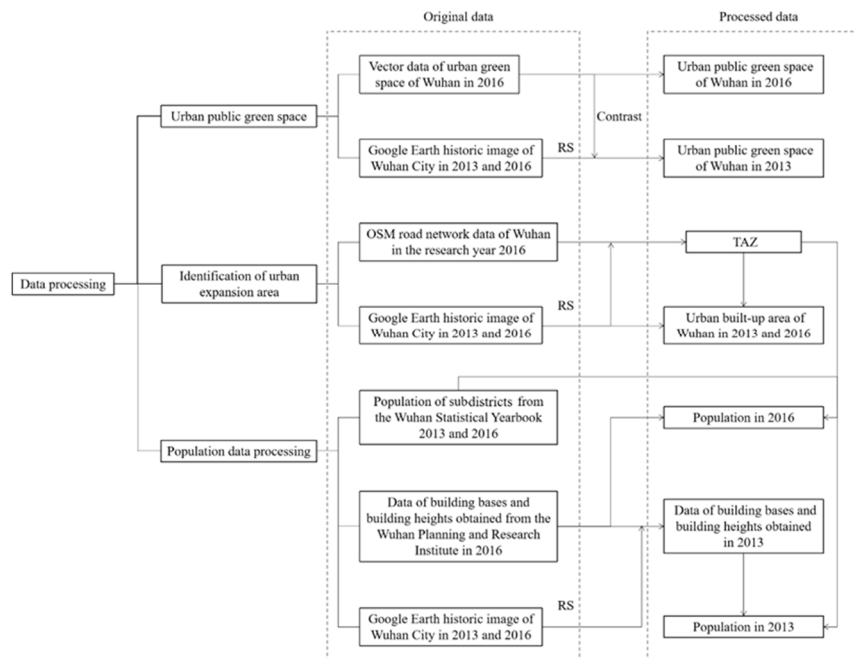 Original data
Processed data
Vector data of urban green
space of Wuhan in 2016
Urban public green space
of Wuhan in 2016
Urban public green space
Contrast
Google Earth historic image of
Wuhan City in 2013 and 2016
RS
Urban public green space
of Wuhan in 2013
OSM road network data of Wuhan
in the research year 2016
TAZ
Data processing
Identification of urban
expansion area
Google Earth historic image of
Wuhan City in 2013 and 2016
RS
Urban built-up area of
Wuhan in 2013 and 2016
Population of subdistricts from
the Wuhan Statistical Yearbook
2013 and 2016
Population in 2016
Population data processing
Data of building bases and
building heights obtained from the
Wuhan Planning and Research
Institute in 2016
Data of building bases and
building heights obtained
in 2013
RS
Google Earth historic image of
Wuhan City in 2013 and 2016
Population in 2013